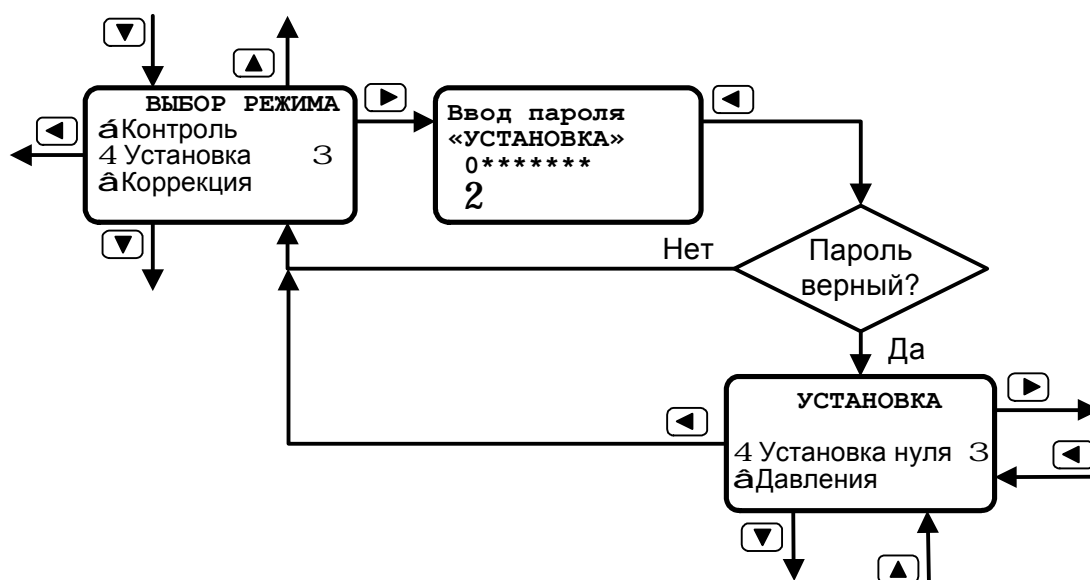 ВЫБОР РЕЖИМА
áКонтроль
4 Установка 3
âКоррекция
Ввод пароля
«УСТАНОВКА»
0*******
2
Нет
Пароль
верный?
Да
УСТАНОВКА
4 Установка нуля 3
âДавления